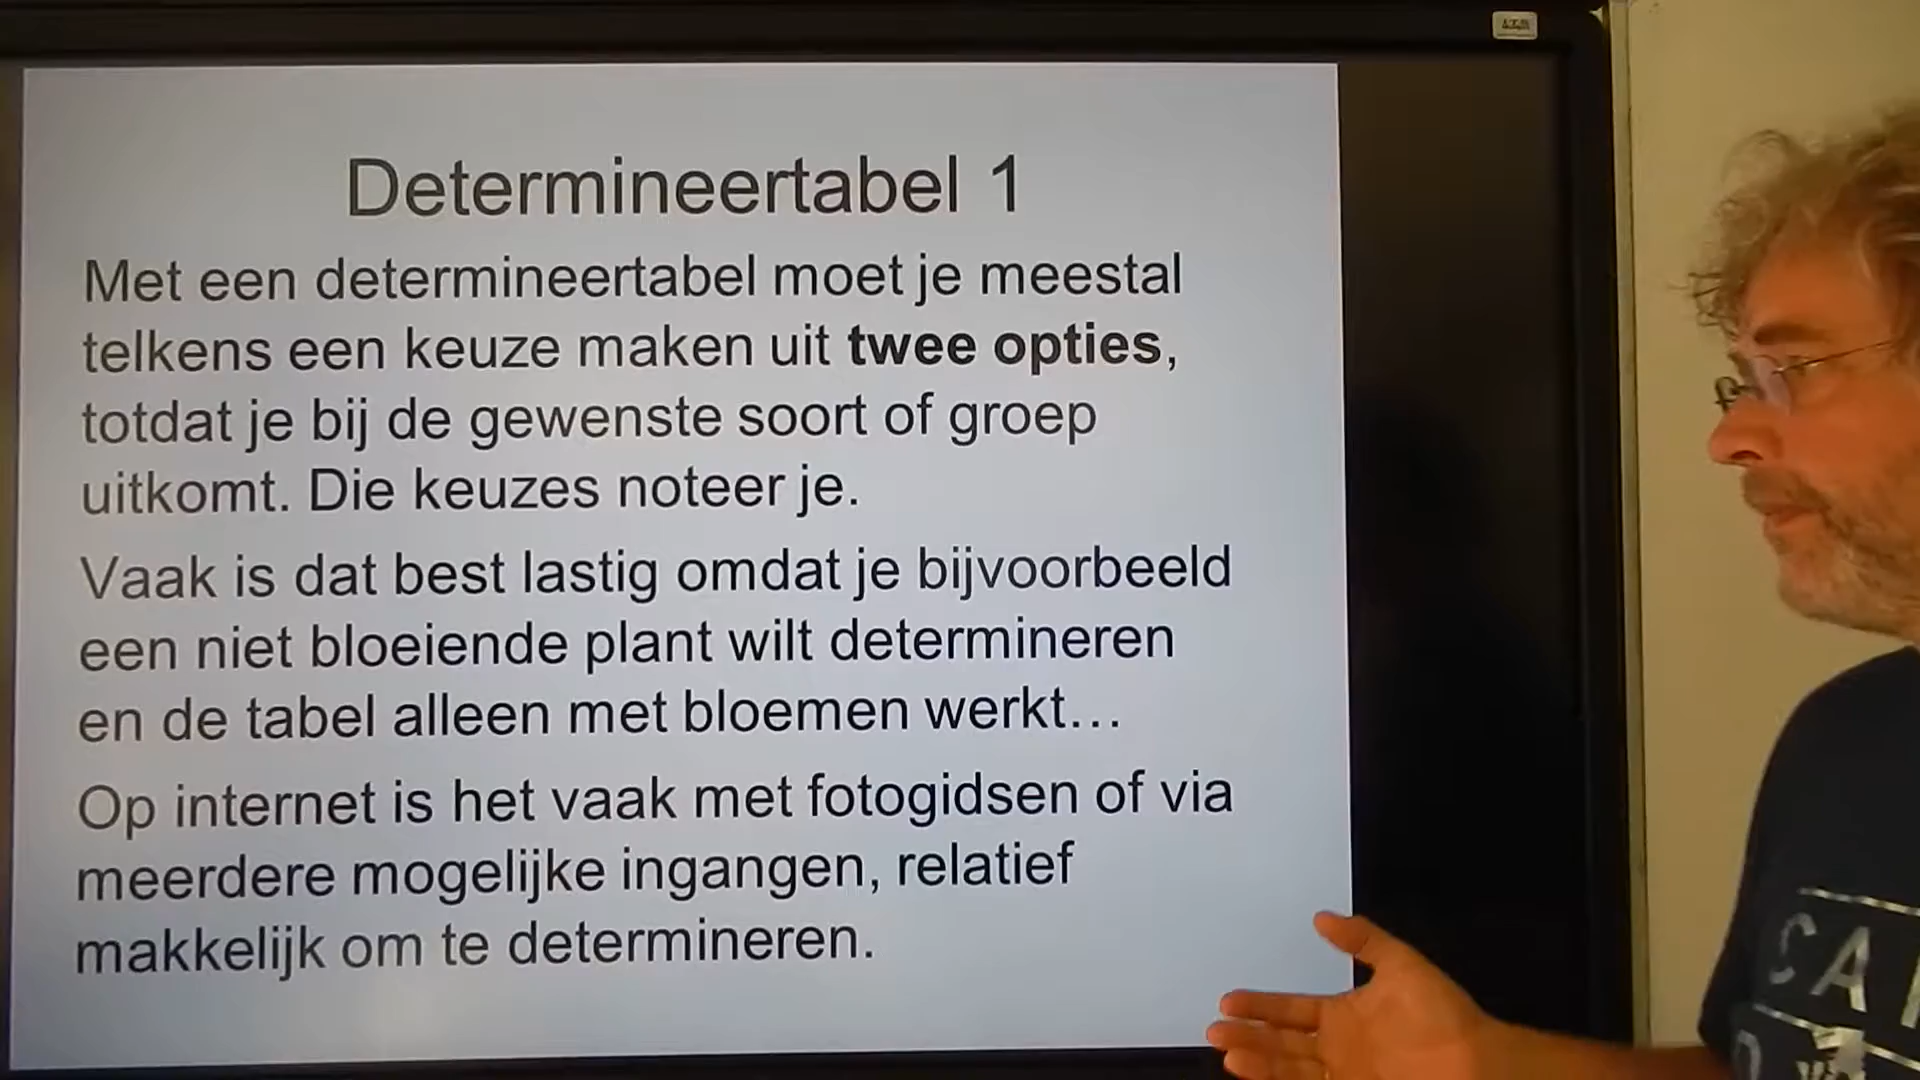 Determineertabel 1
Met een determineertabel moet je meestal
telkens een keuze maken uit twee opties,
totdat je bij de gewenste soort of groep
uitkomt. Die keuzes noteer je.
Vaak is dat best lastig omdat je bijvoorbeeld
een niet bloeiende plant wilt determineren
en de tabel alleen met bloemen werkt…
Op internet is het vaak met fotogidsen of via
meerdere mogelijke ingangen, relatief
makkelijk om te determineren.